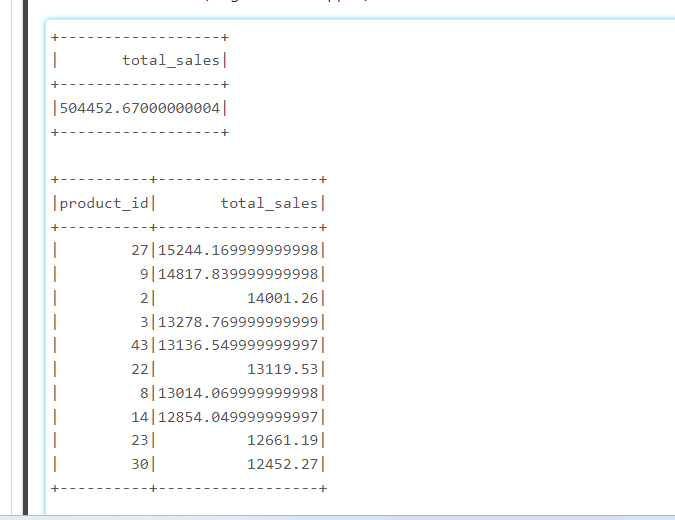 +------------------+
|       total_sales|
+------------------+
|504452.67000000004|
+------------------+
+----------+------------------+
|product_id|       total_sales|
+----------+------------------+
|        27|15244.169999999998|
|         9|14817.839999999998|
|         2|          14001.26|
|         3|13278.769999999999|
|        43|13136.549999999997|
|        22|          13119.53|
|         8|13014.069999999998|
|        14|12854.049999999997|
|        23|          12661.19|
|        30|          12452.27|
+----------+------------------+